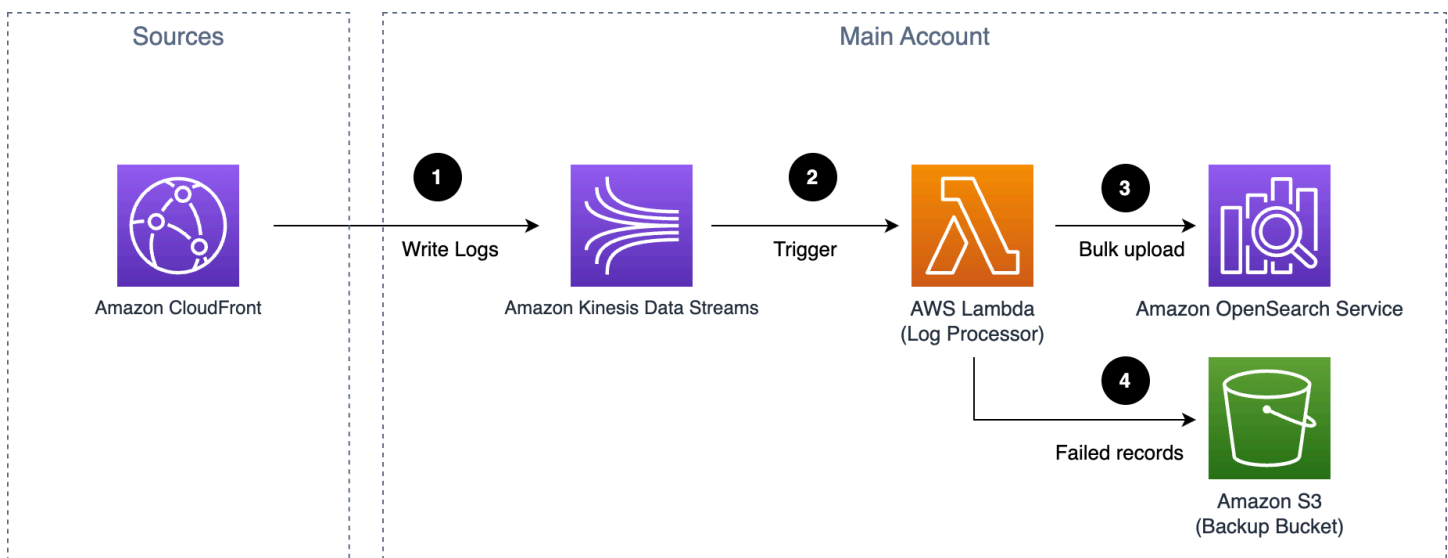 Sources
Main Account
1
2
3
Write Logs
Trigger
Bulk upload
Amazon CloudFront
Amazon Kinesis Data Streams
AWS Lambda
(Log Processor)
Amazon OpenSearch Service
4
Failed records
Amazon S3
(Backup Bucket)